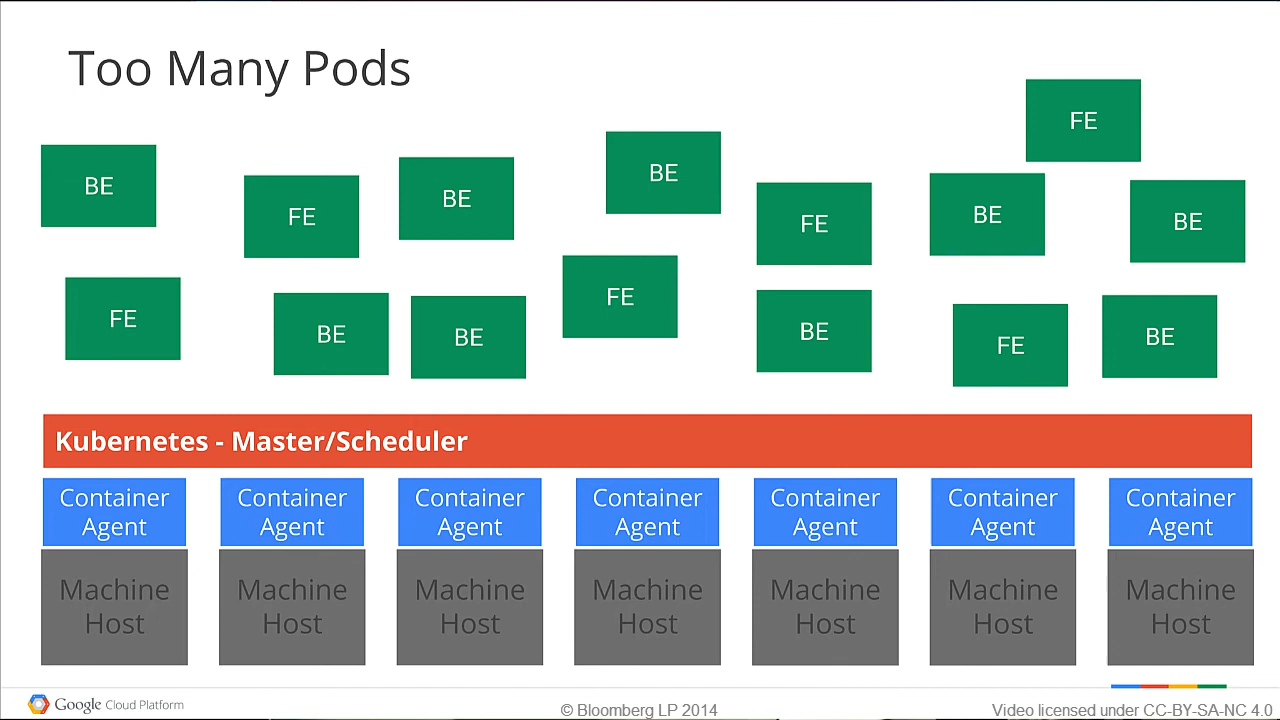 Too Many Pods
FE
BE
FE
BE
BE
FE
BE
BE
FE
BE
BE
FE
BE
FE
BE
Kubernetes - Master/Scheduler
Container
Agent
Container
Agent
Container
Agent
Container
Agent
Container
Agent
Container
Agent
Container
Agent
Machine
Host
Machine
Host
Machine
Host
Machine
Host
Machine
Host
Machine
Host
Machine
Host
Google Cloud Platform
© Bloomberg LP 2014
Video licensed under CC-BY-SA-NC 4.0